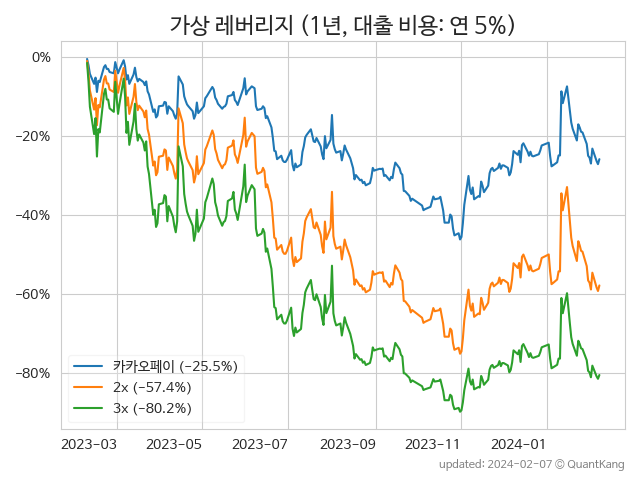 가상 레버리지 (1년, 대출 비용: 연 5%)
0%
−20%
−40%
−60%
−80%
카카오페이 (−25.5%)
2x (−57.4%)
3x (−80.2%)
2023-03 2023-05 2023-07 2023-09 2023-11 2024-01
updated: 2024-02-07 © QuantKang